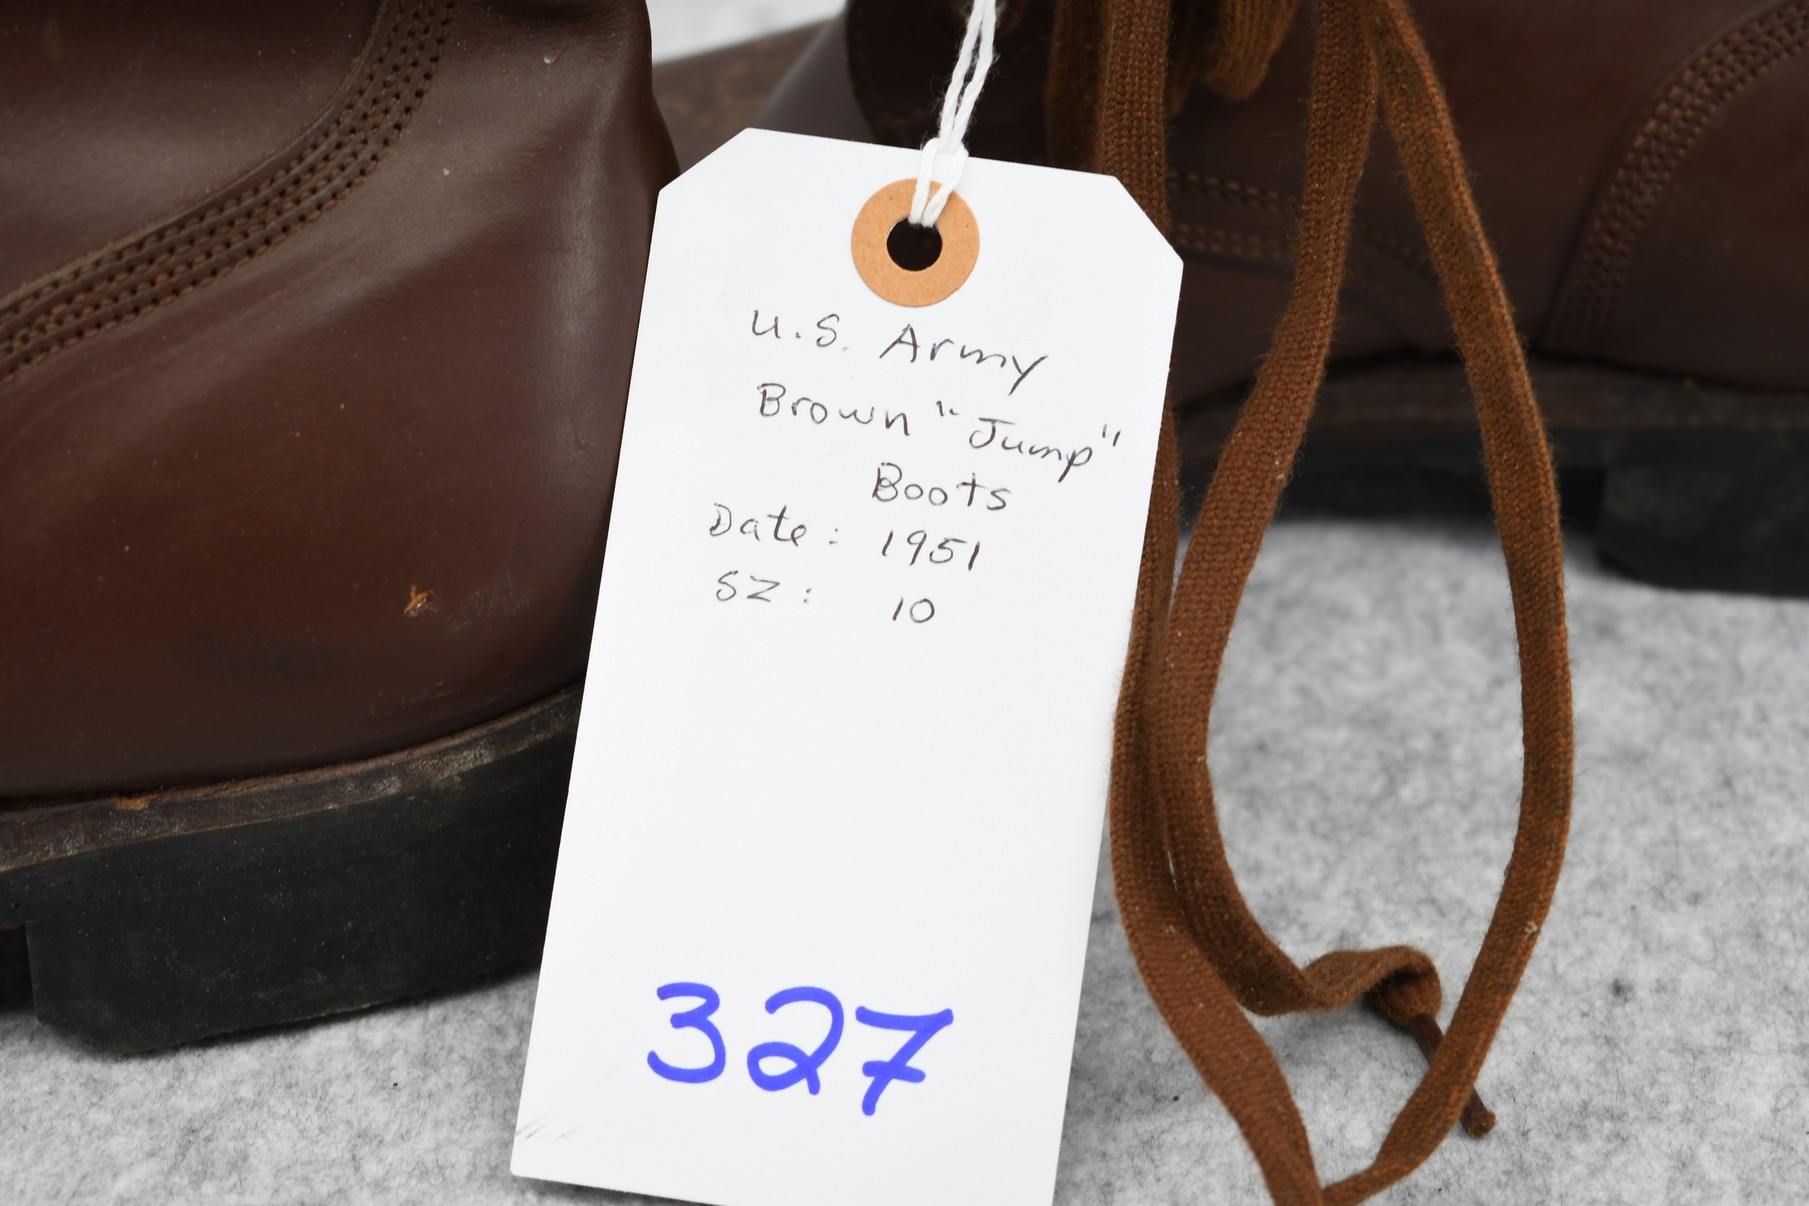 U.S. Army
Brown "Jump"
Boots
Date: 1951
SZ: 10
327